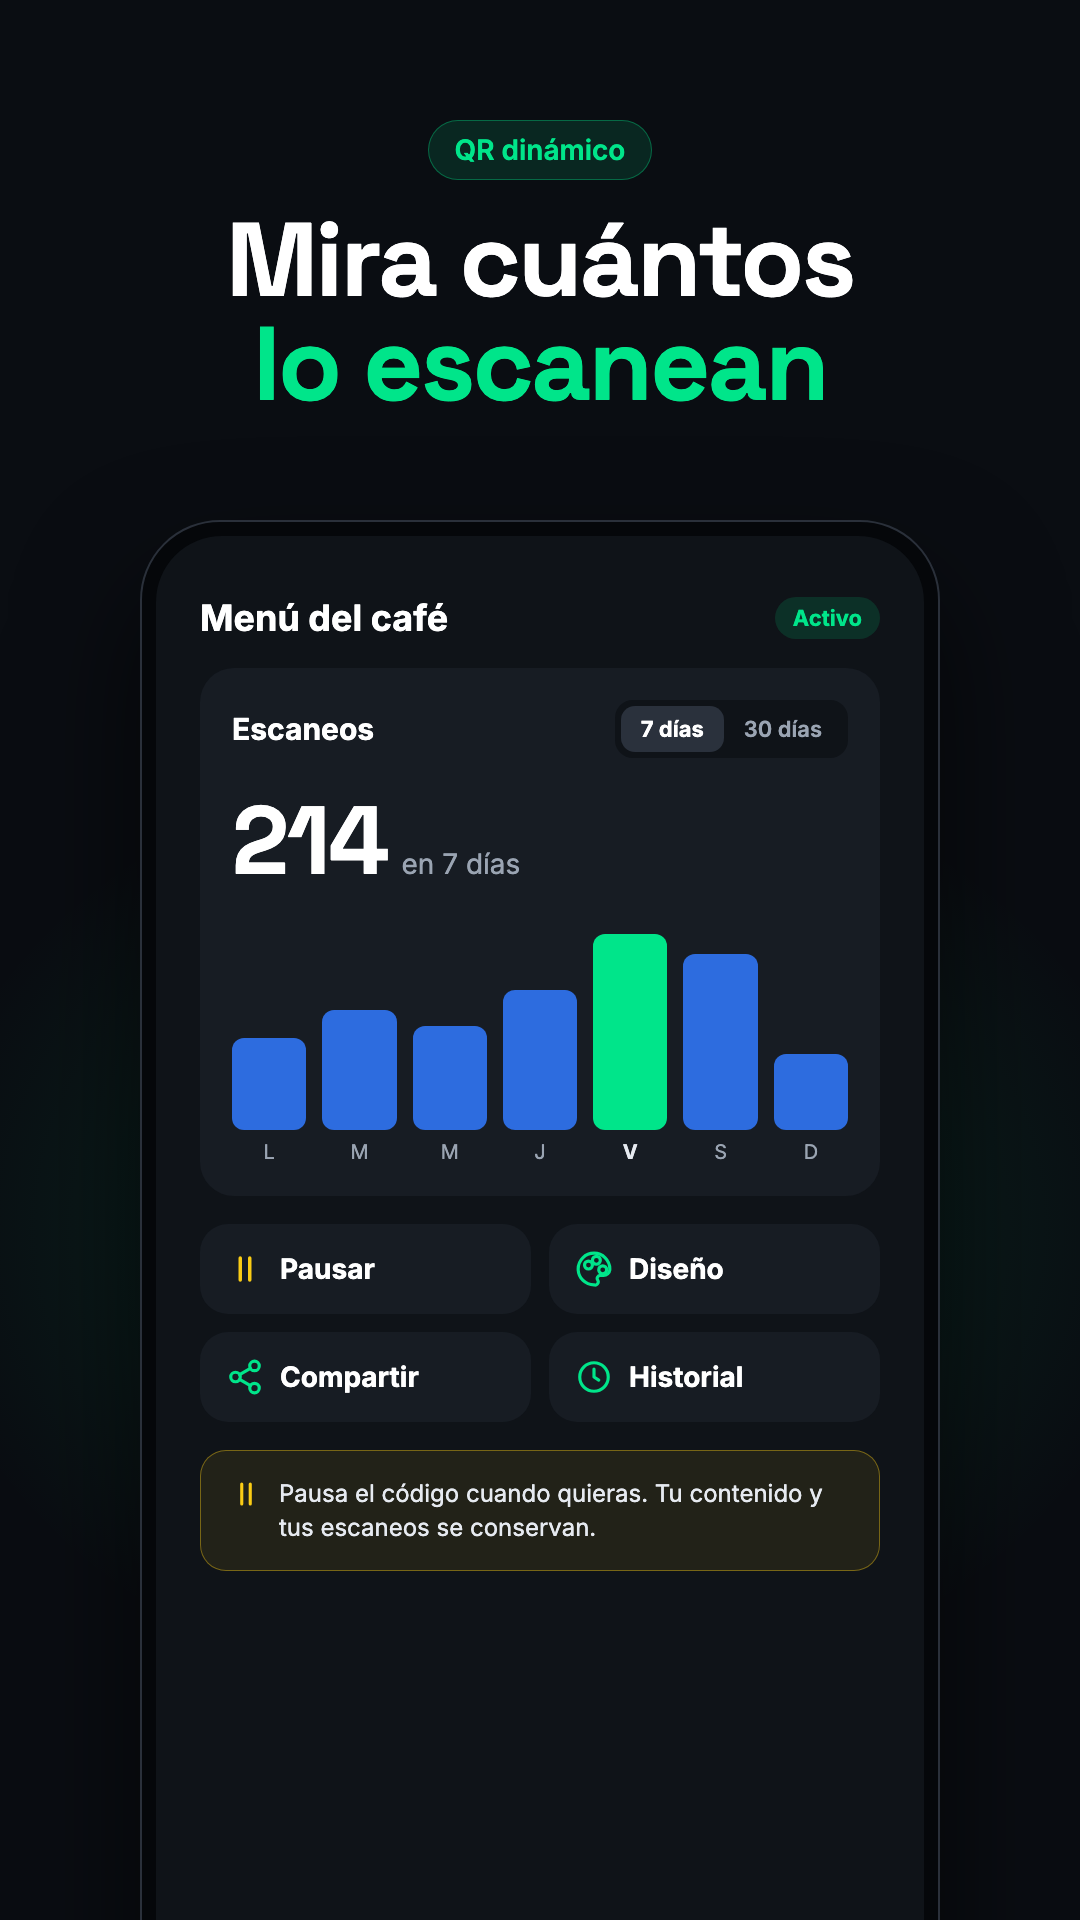 QR dinámico
Mira cuántos
lo escanean
Menú del café
Activo
Escaneos
7 días
30 días
214 en 7 días
L M M J V S D
Pausar
Diseño
Compartir
Historial
Pausa el código cuando quieras. Tu contenido y
tus escaneos se conservan.